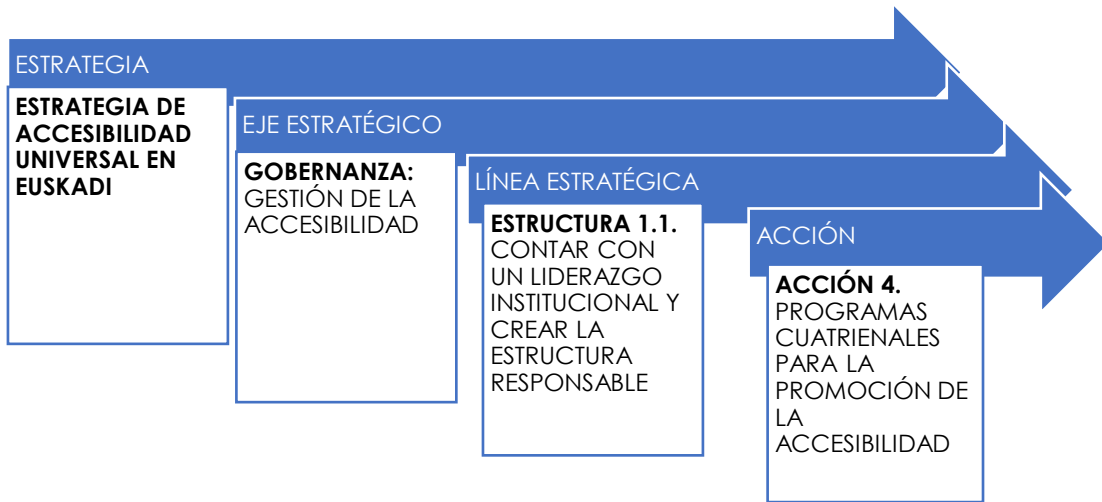 ESTRATEGIA
ESTRATEGIA DE
ACCESIBILIDAD
UNIVERSAL EN
EUSKADI
EJE ESTRATÉGICO
GOBERNANZA:
GESTIÓN DE LA
ACCESIBILIDAD
LÍNEA ESTRATÉGICA
ESTRUCTURA 1.1.
CONTAR CON
UN LIDERAZGO
INSTITUCIONAL Y
CREAR LA
ESTRUCTURA
RESPONSABLE
ACCIÓN
ACCIÓN 4.
PROGRAMAS
CUATRIENALES
PARA LA
PROMOCIÓN DE
LA
ACCESIBILIDAD